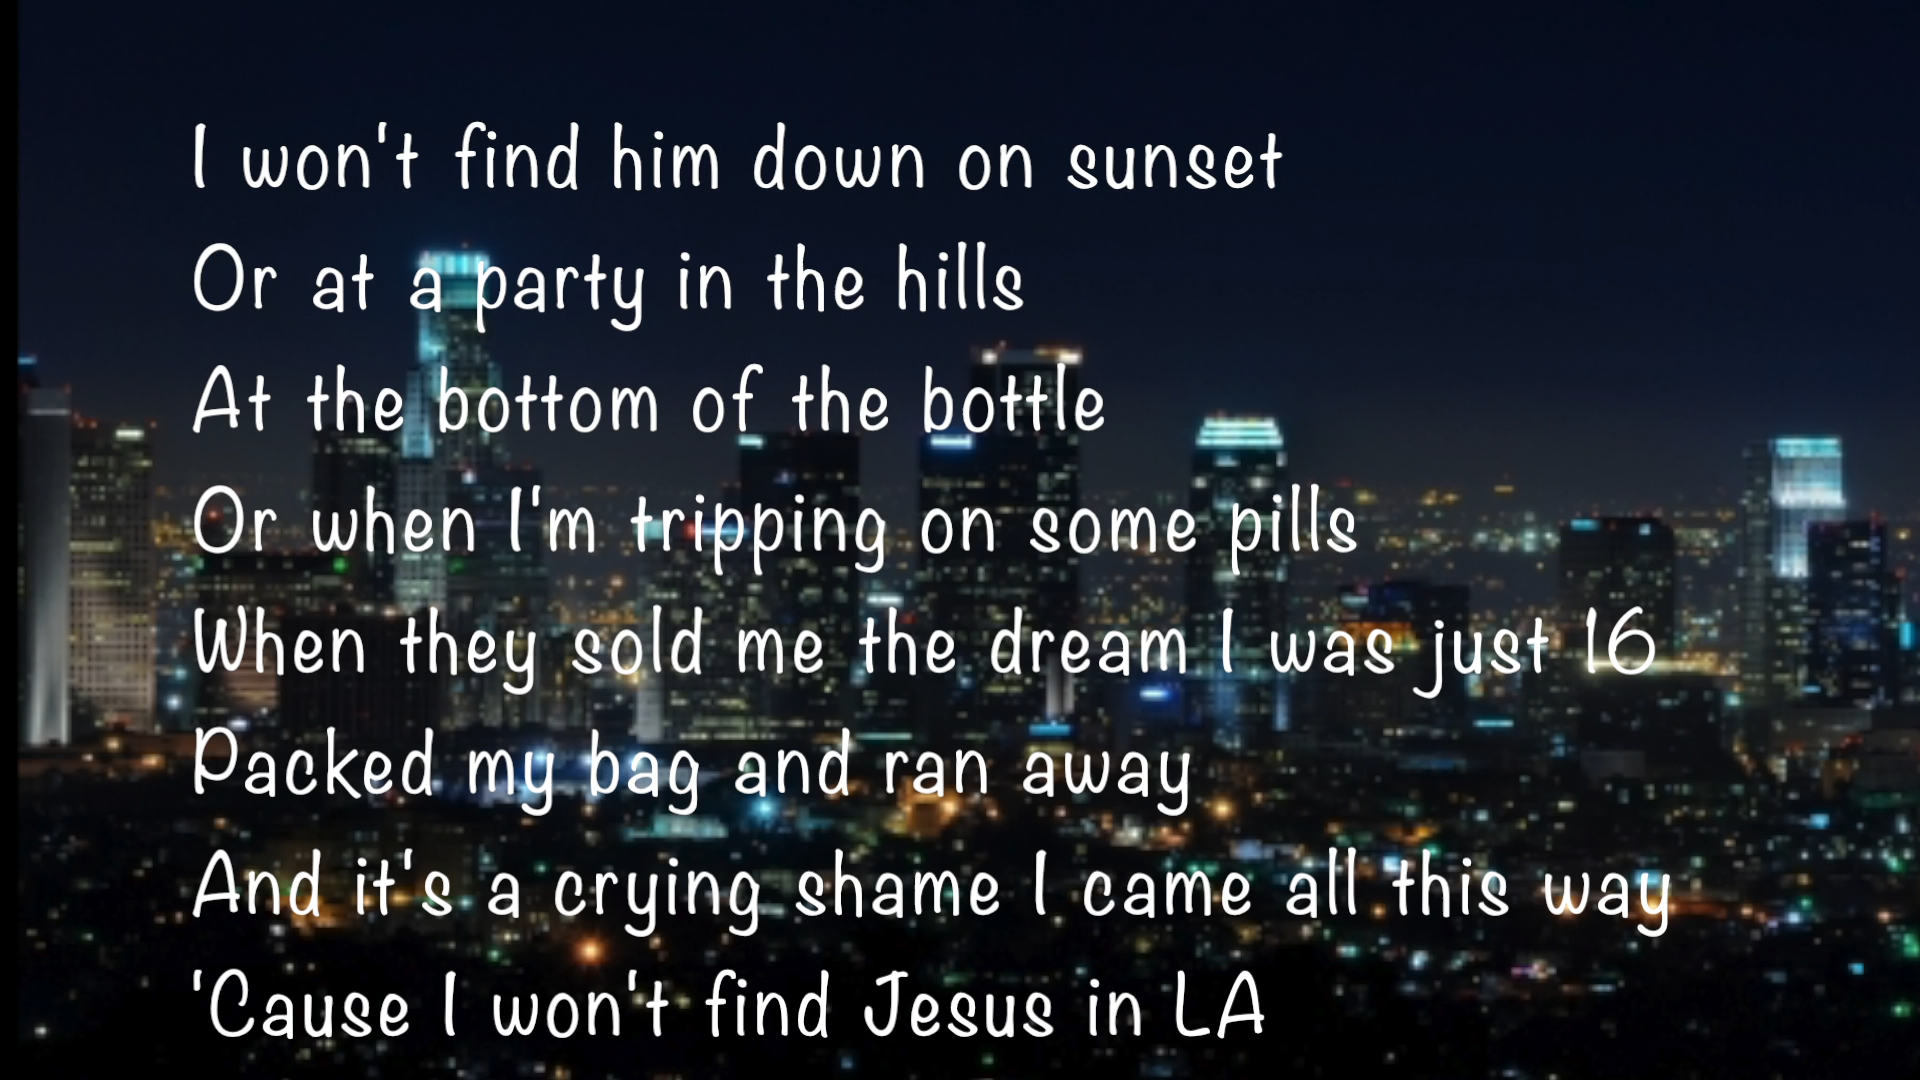 I won't find him down on sunset
Or at a party in the hills
At the bottom of the bottle
Or when I'm tripping on some pills
When they sold me the dream I was just 16
Packed my bag and ran away
And it's a crying shame I came all this way
'Cause I won't find Jesus in LA